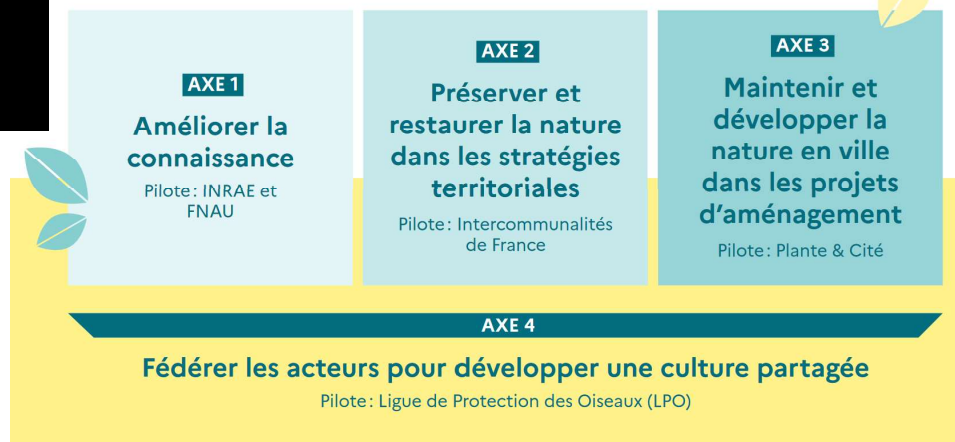 AXE 1
Améliorer la
connaissance
Pilote : INRAE et
FNAU
AXE 2
Préserver et
restaurer la nature
dans les stratégies
territoriales
Pilote : Intercommunalités
de France
AXE 3
Maintenir et
développer la
nature en ville
dans les projets
d’aménagement
Pilote : Plante & Cité
AXE 4
Fédérer les acteurs pour développer une culture partagée
Pilote : Ligue de Protection des Oiseaux (LPO)